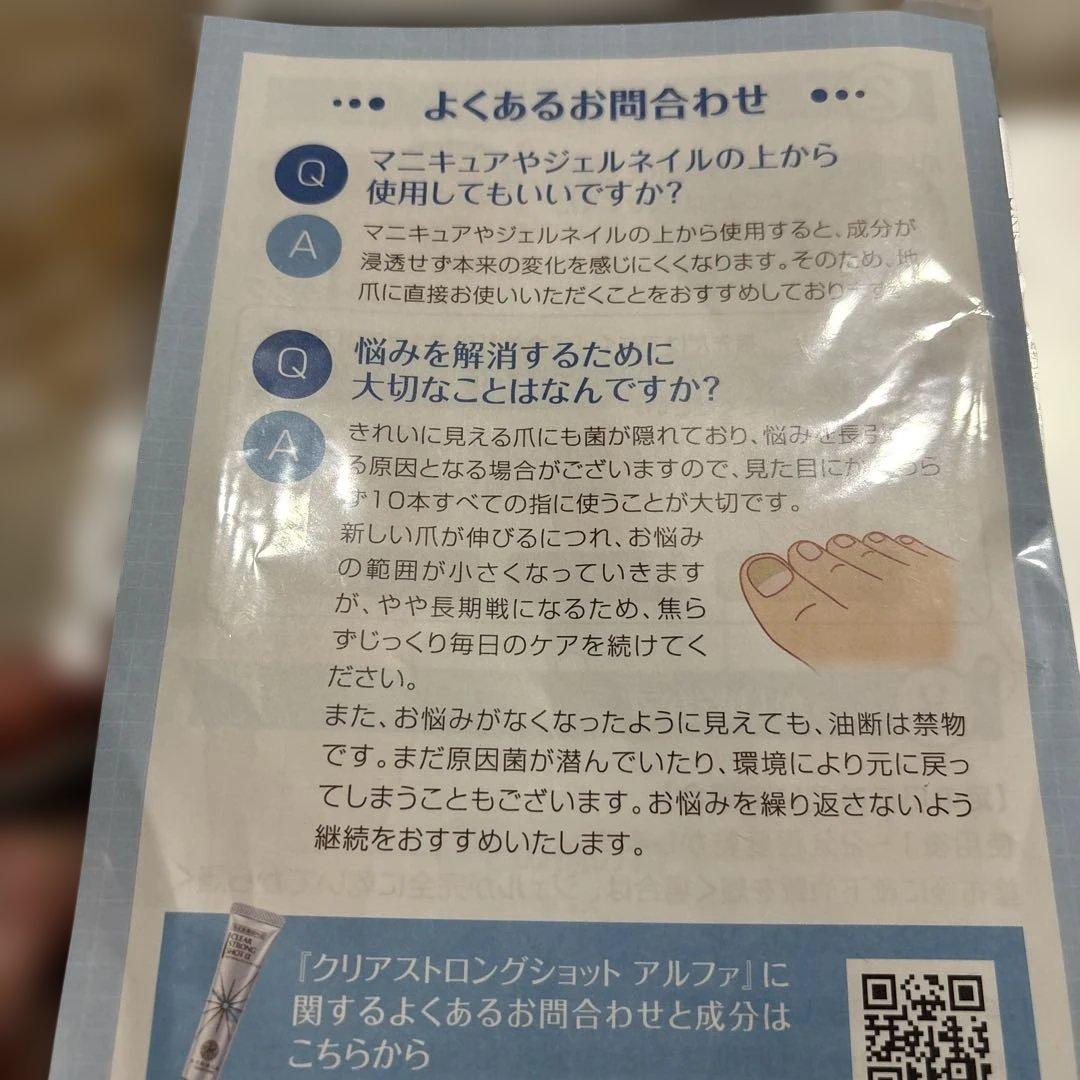 よくあるお問合わせ
Q マニキュアやジェルネイルの上から
使用してもいいですか？
A マニキュアやジェルネイルの上から使用すると、成分が
浸透せず本来の変化を感じにくくなります。そのため、地
爪に直接お使いいただくことをおすすめしており
Q 悩みを解消するために
大切なことはなんですか？
A きれいに見える爪にも菌が隠れており、悩みを長引
る原因となる場合がございますので、見た目にかかわら
ず10本すべての指に使うことが大切です。
新しい爪が伸びるにつれ、お悩み
の範囲が小さくなっていきます
が、やや長期戦になるため、焦ら
ずじっくり毎日のケアを続けてく
ださい。
また、お悩みがなくなったように見えても、油断は禁物
です。まだ原因菌が潜んでいたり、環境により元に戻っ
てしまうこともございます。お悩みを繰り返さないよう
継続をおすすめいたします。
CLEAR
STRONG
SHOT α
『クリアストロングショット アルファ』に
関するよくあるお問合わせと成分は
こちらから